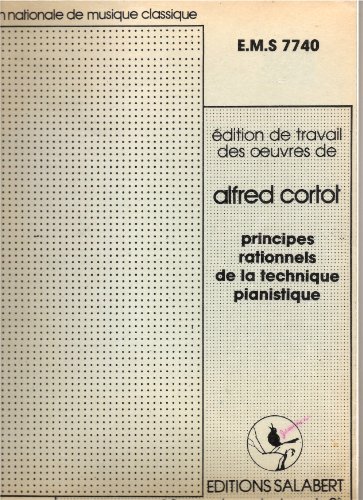 nationale de musique classique
E.M.S 7740
édition de travail
des oeuvres de
alfred cortot
principes
rationnels
de la technique
pianistique
EDITIONS SALABERT